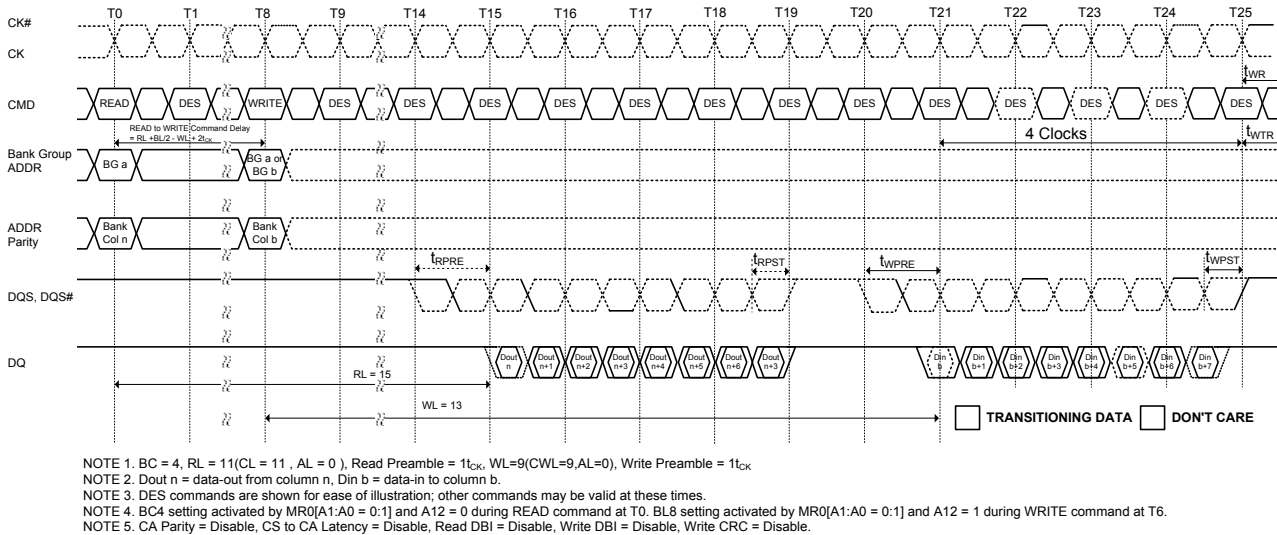 T0 T1 T8 T9 T14 T15 T16 T17 T18 T19 T20 T21 T22 T23 T24 T25
CK#
CK
tWR
CMD
READ DES WRITE DES DES DES DES DES DES DES DES DES DES DES DES DES
READ to WRITE Command Delay
= RL +BL/2 - WL + 2tCK
4 Clocks
tWTR
Bank Group
ADDR
BG a
BG a or
BG b
ADDR
Parity
Bank
Col n
Bank
Col b
tRPRE
tRPST
tWPRE
tWPST
DQS, DQS#
DQ
Dout
n
Dout
n+1
Dout
n+2
Dout
n+3
Dout
n+4
Dout
n+5
Dout
n+6
Dout
n+3
Din
b
Din
b+1
Din
b+2
Din
b+3
Din
b+4
Din
b+5
Din
b+6
Din
b+7
RL = 15
WL = 13
TRANSITIONING DATA
DON'T CARE
NOTE 1. BC = 4, RL = 11(CL = 11 , AL = 0 ), Read Preamble = 1tCK, WL=9(CWL=9,AL=0), Write Preamble = 1tCK
NOTE 2. Dout n = data-out from column n, Din b = data-in to column b.
NOTE 3. DES commands are shown for ease of illustration; other commands may be valid at these times.
NOTE 4. BC4 setting activated by MR0[A1:A0 = 0:1] and A12 = 0 during READ command at T0. BL8 setting activated by MR0[A1:A0 = 0:1] and A12 = 1 during WRITE command at T6.
NOTE 5. CA Parity = Disable, CS to CA Latency = Disable, Read DBI = Disable, Write DBI = Disable, Write CRC = Disable.